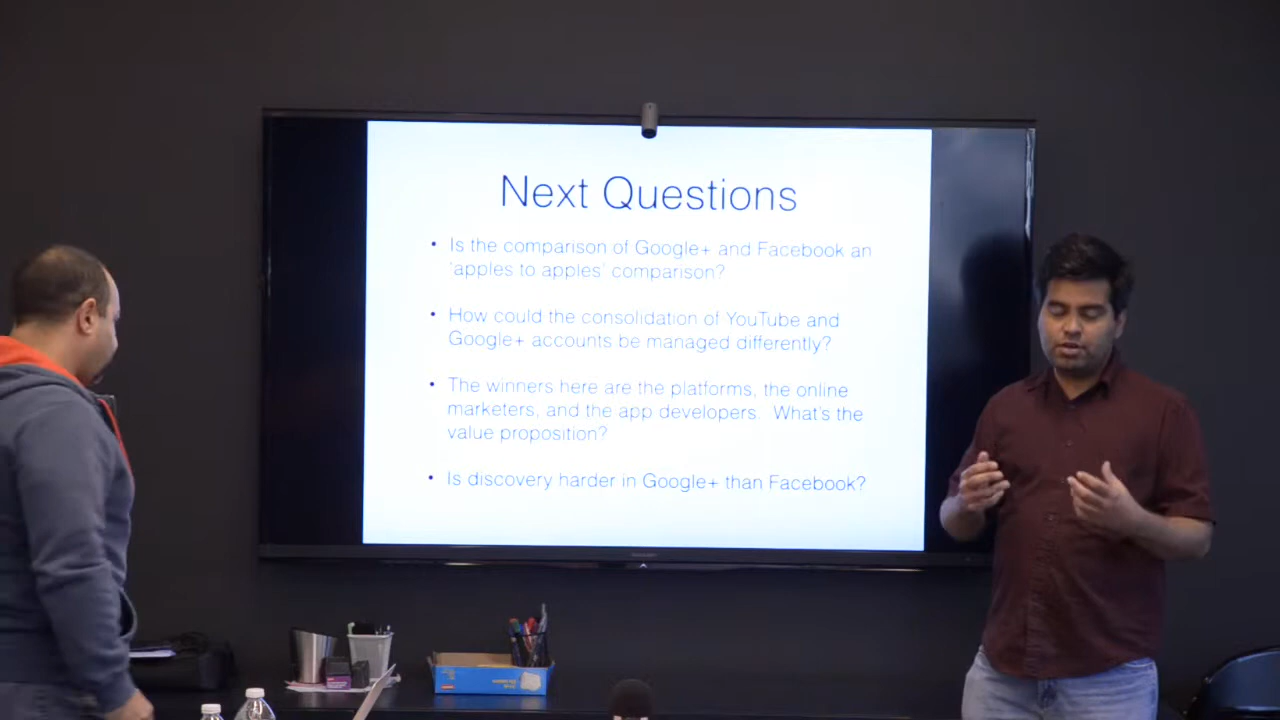 Next Questions
• Is the comparison of Google+ and Facebook an
'apples to apples' comparison?
• How could the consolidation of YouTube and
Google+ accounts be managed differently?
• The winners here are the platforms, the online
marketers, and the app developers. What's the
value proposition?
• Is discovery harder in Google+ than Facebook?